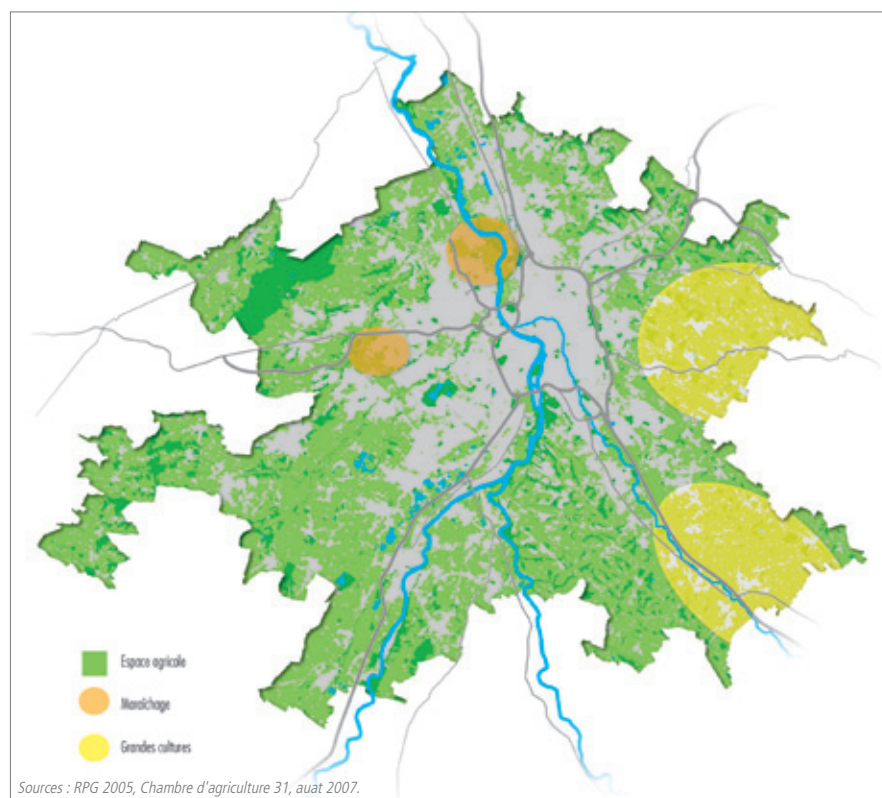 Espace agricole
Maraîchage
Grandes cultures
Sources : RPG 2005, Chambre d'agriculture 31, auat 2007.